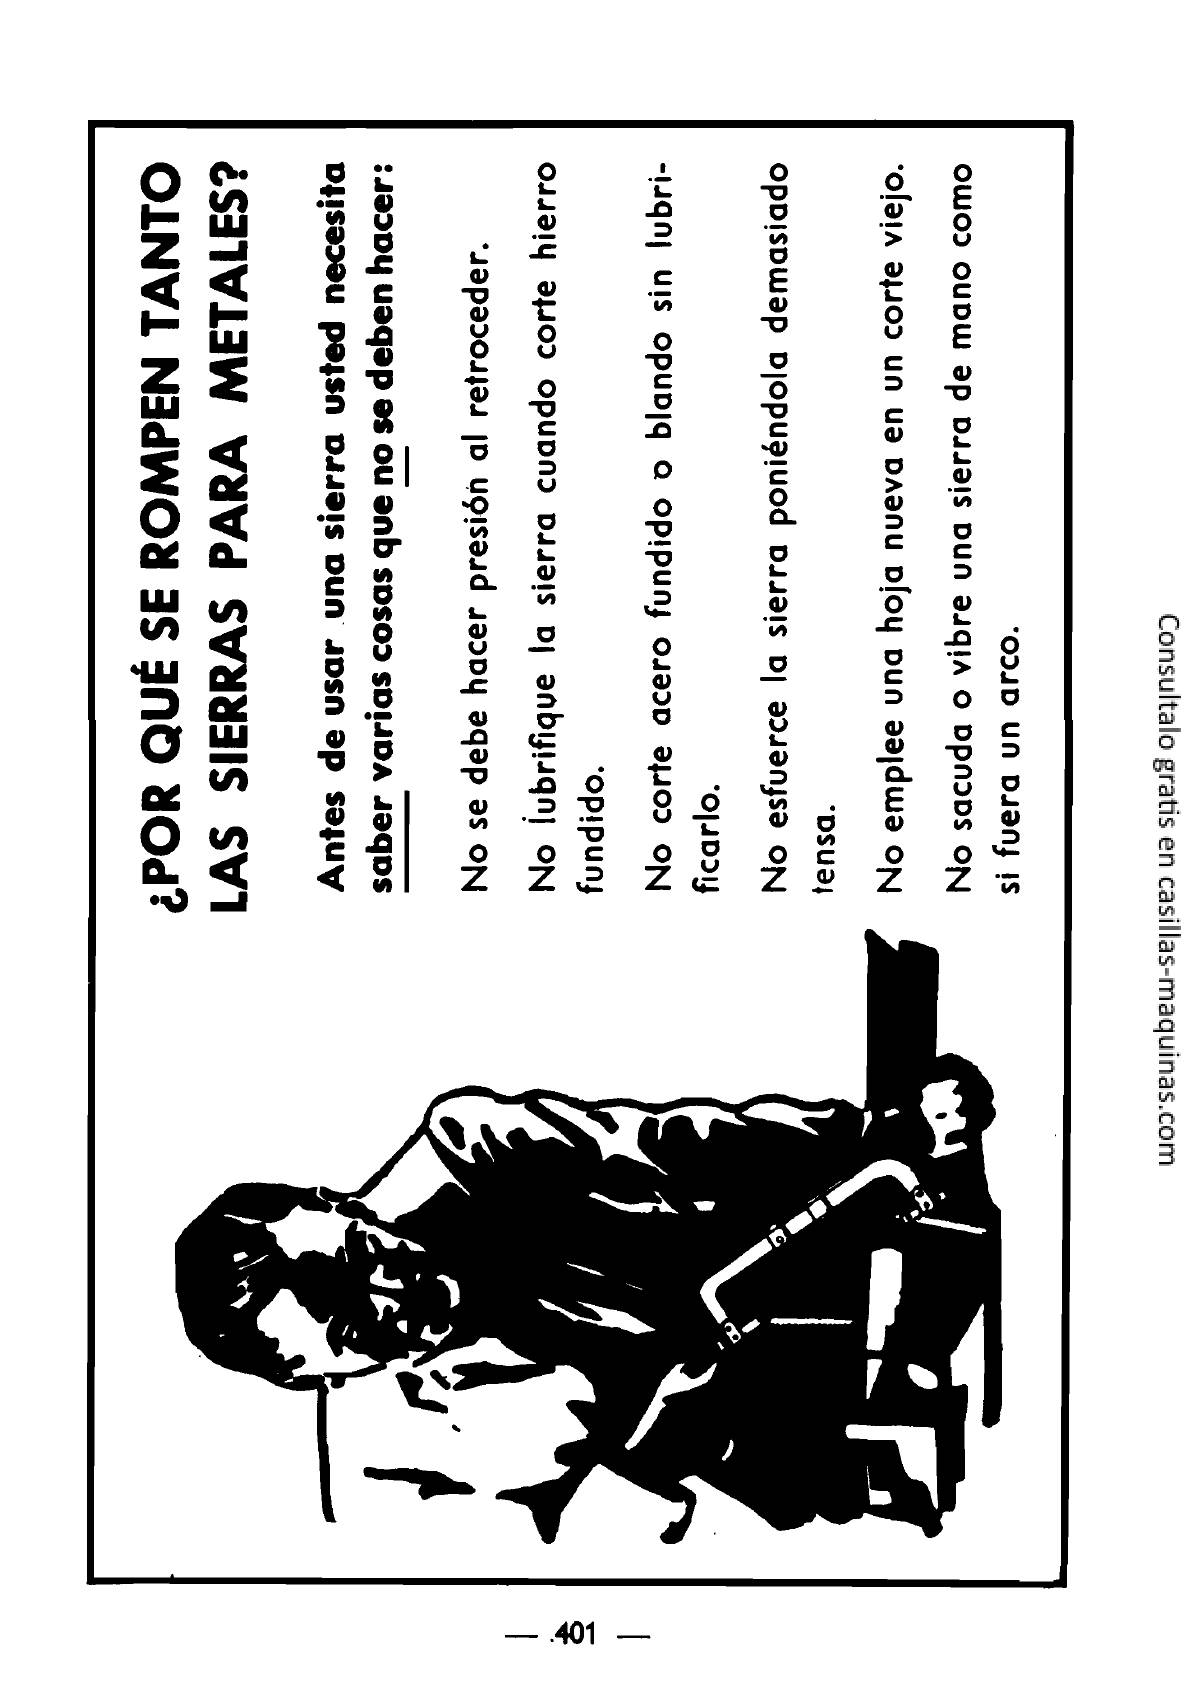 ¿POR QUÉ SE ROMPEN TANTO
LAS SIERRAS PARA METALES?
Antes de usar una sierra usted necesita
saber varias cosas que no se deben hacer:
No se debe hacer presión al retroceder.
No lubrifique la sierra cuando corte hierro
fundido.
No corte acero fundido o blando sin lubri-
ficarlo.
No esfuerce la sierra poniéndola demasiado
tensa.
No emplee una hoja nueva en un corte viejo.
No sacuda o vibre una sierra de mano como
si fuera un arco.
— 401 —
Consultalo gratis en casillas-maquinas.com